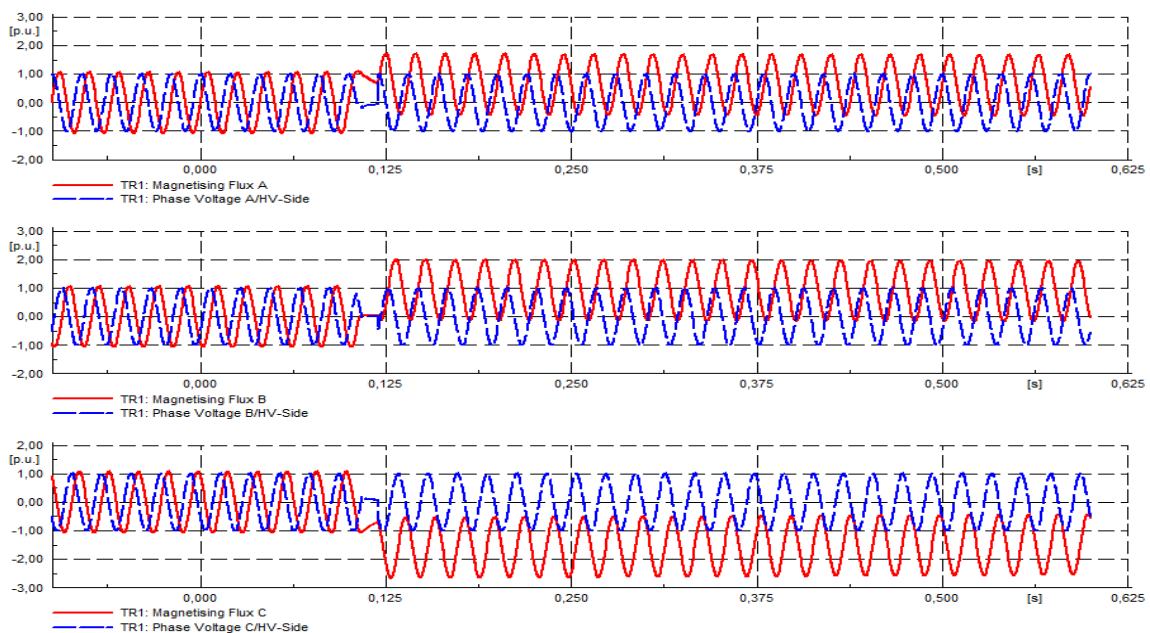 3,00
[p.u.]
2,00
1,00
0,00
-1,00
-2,00
0,000 0,125 0,250 0,375 0,500 [s] 0,625
TR1: Magnetising Flux A
TR1: Phase Voltage A/HV-Side
3,00
[p.u.]
2,00
1,00
0,00
-1,00
-2,00
0,000 0,125 0,250 0,375 0,500 [s] 0,625
TR1: Magnetising Flux B
TR1: Phase Voltage B/HV-Side
2,00
[p.u.]
1,00
0,00
-1,00
-2,00
-3,00
0,000 0,125 0,250 0,375 0,500 [s] 0,625
TR1: Magnetising Flux C
TR1: Phase Voltage C/HV-Side